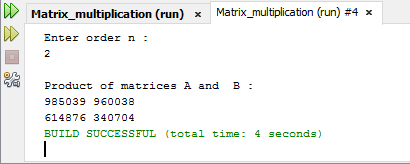 Matrix_multiplication (run) × Matrix_multiplication (run) #4 ×
Enter order n :
2
Product of matrices A and  B :
985039 960038
614876 340704
BUILD SUCCESSFUL (total time: 4 seconds)